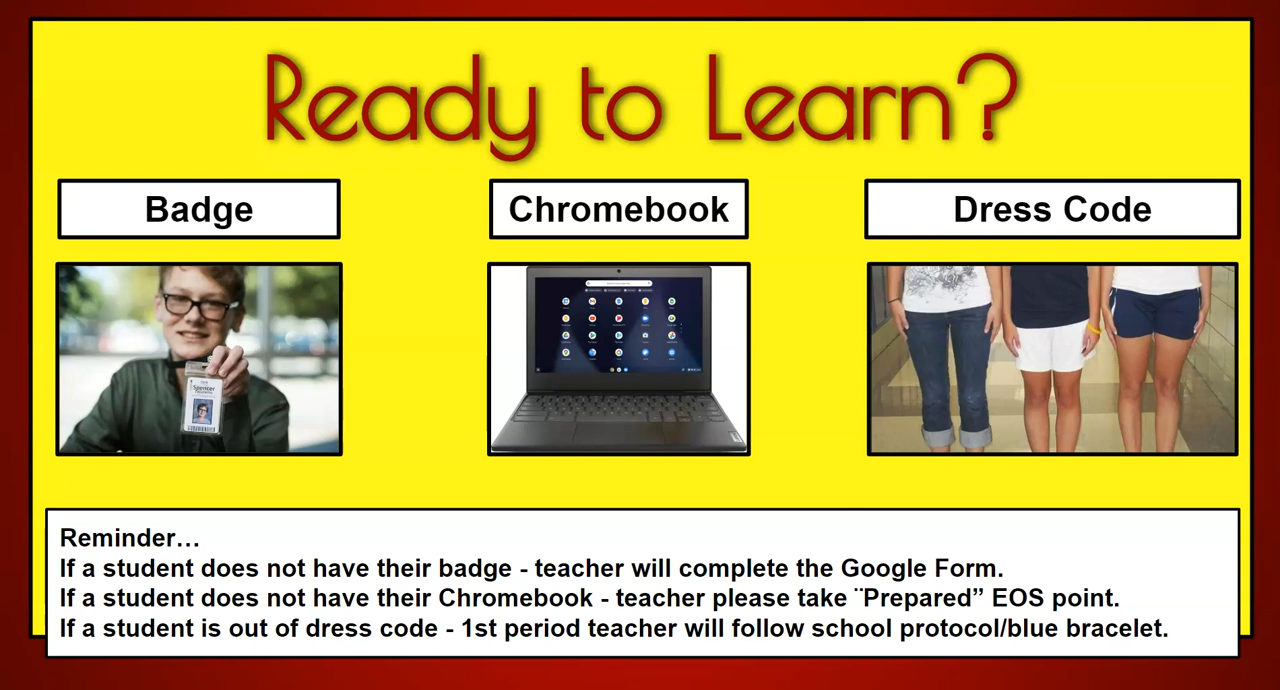 Ready to Learn?
Badge
Chromebook
Dress Code
Spencer
Reminder…
If a student does not have their badge - teacher will complete the Google Form.
If a student does not have their Chromebook - teacher please take ¨Prepared” EOS point.
If a student is out of dress code - 1st period teacher will follow school protocol/blue bracelet.